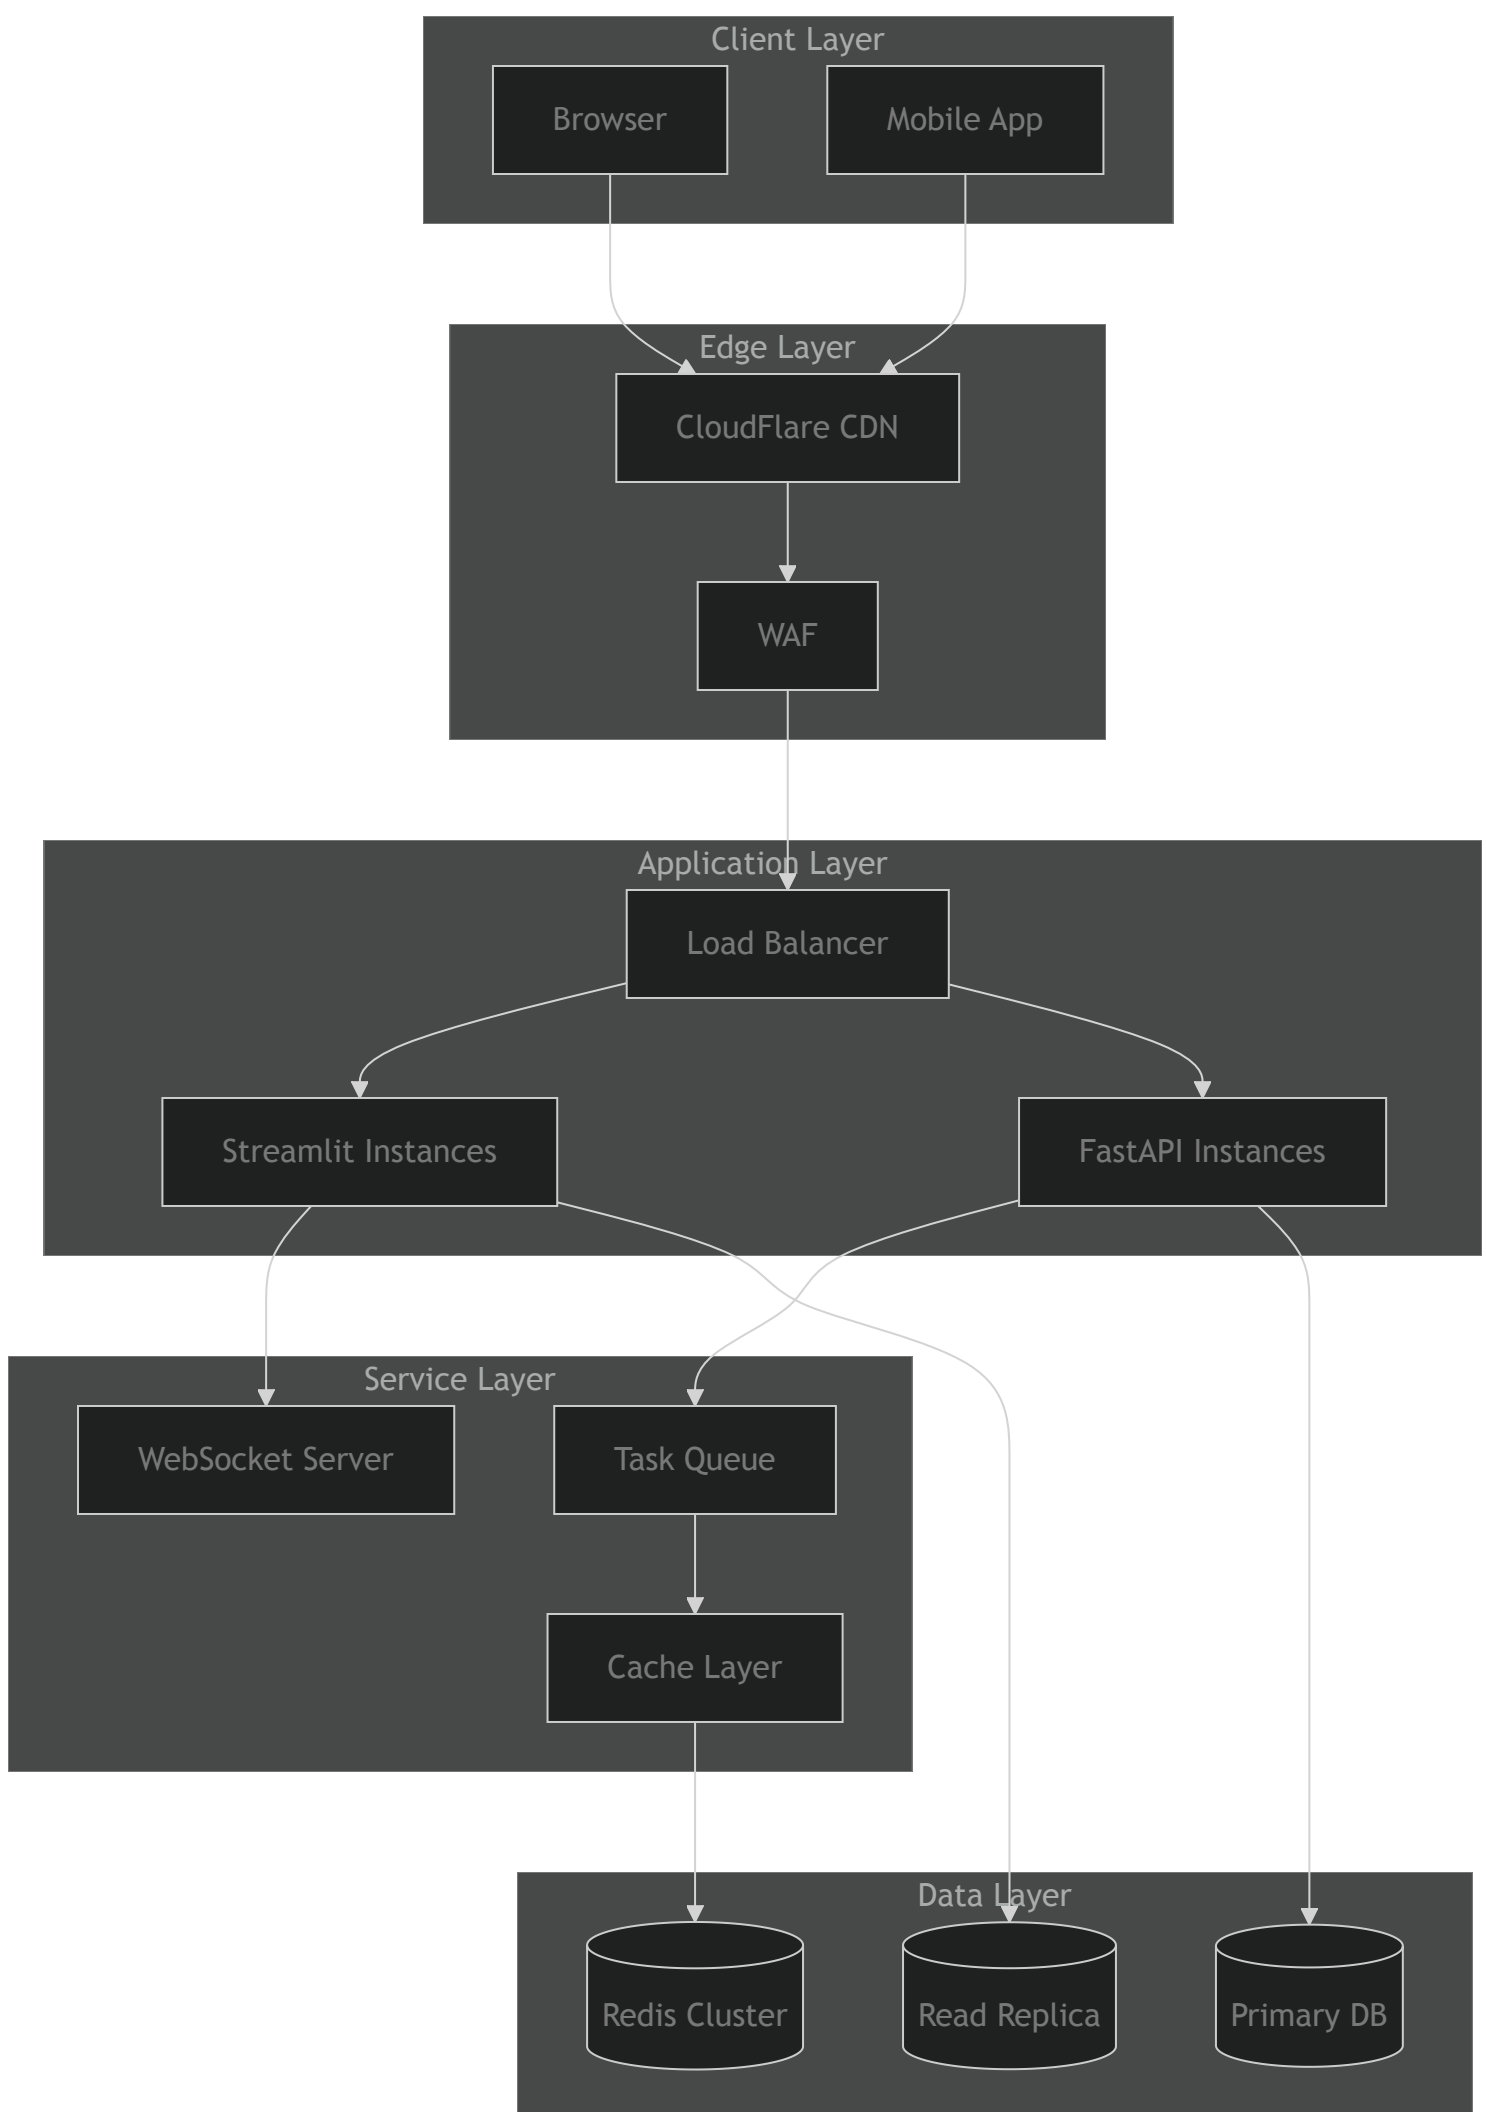 Client Layer
Browser
Mobile App
Edge Layer
CloudFlare CDN
WAF
Application Layer
Load Balancer
Streamlit Instances
FastAPI Instances
Service Layer
WebSocket Server
Task Queue
Cache Layer
Data Layer
Redis Cluster
Read Replica
Primary DB